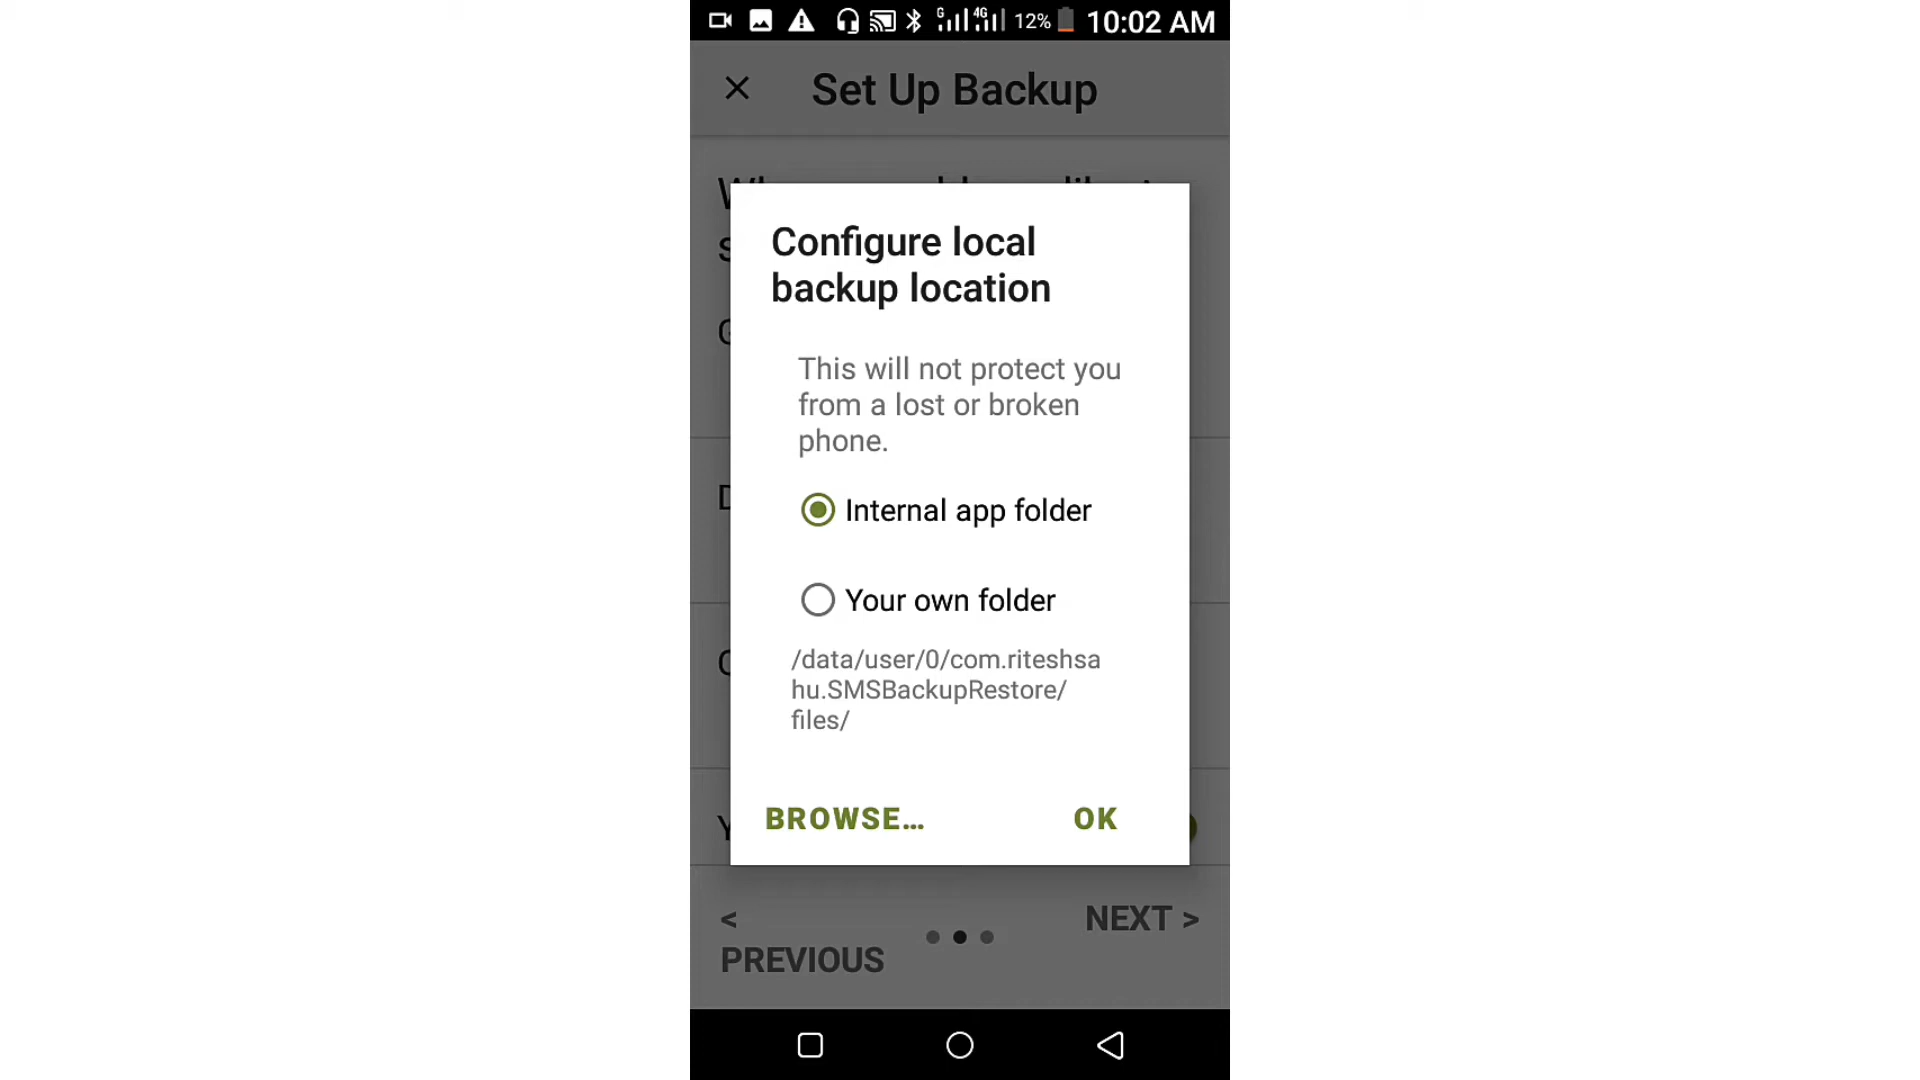 G 4G 12% 10:02 AM
Set Up Backup
Configure local
backup location
This will not protect you
from a lost or broken
phone.
Internal app folder
Your own folder
/data/user/0/com.riteshsa
hu.SMSBackupRestore/
files/
BROWSE... OK
< NEXT >
PREVIOUS